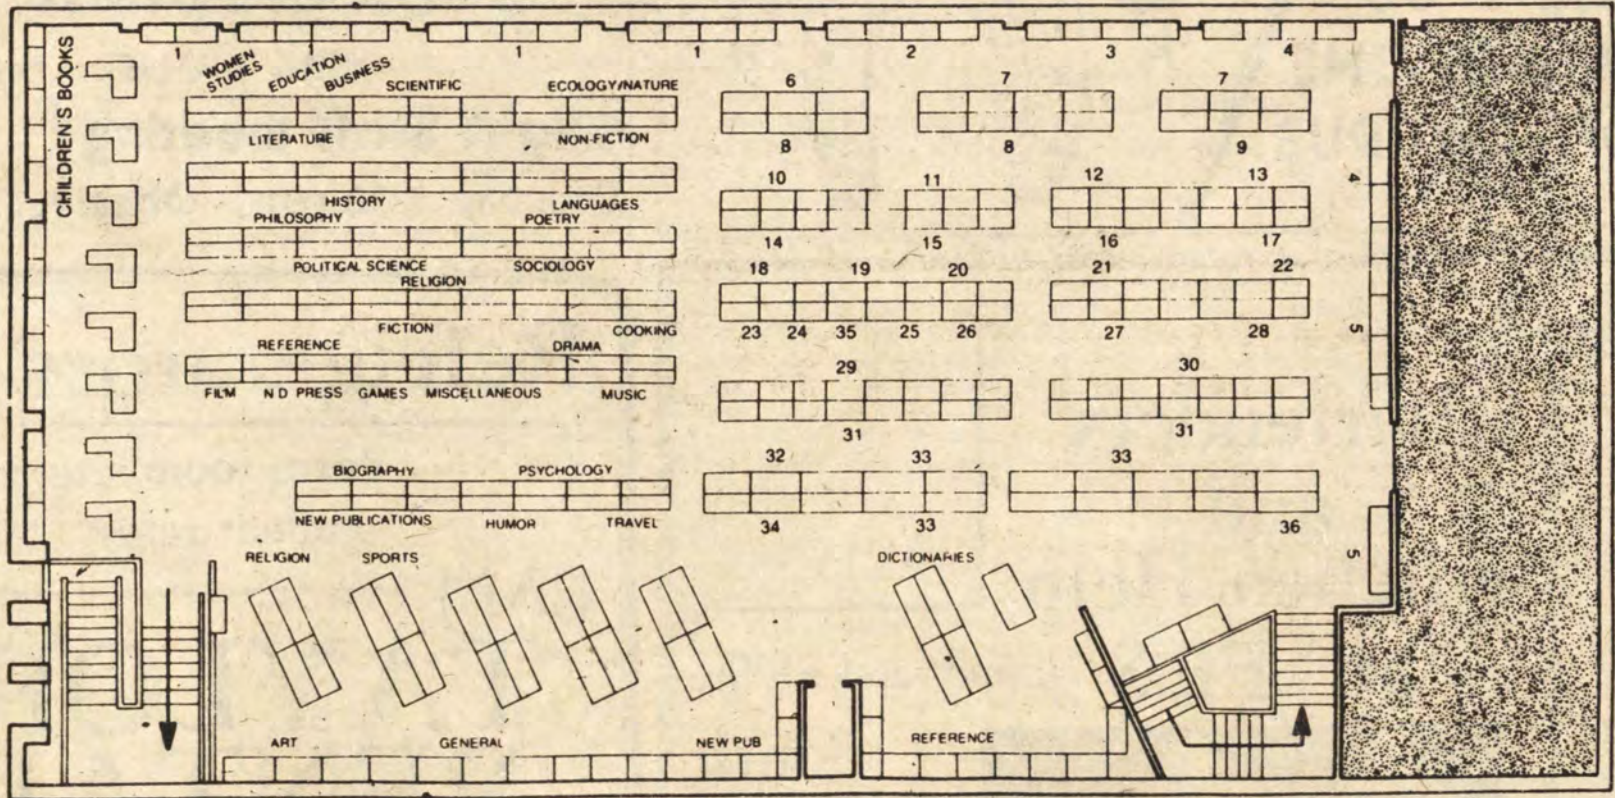 CHILDREN'S BOOKS
1 1 1 1 2 3 4
WOMEN STUDIES
EDUCATION
BUSINESS
SCIENTIFIC
ECOLOGY/NATURE
6 7 7
LITERATURE
NON-FICTION
8 8 9
4
10 11 12 13
HISTORY
LANGUAGES
PHILOSOPHY
POETRY
14 15 16 17
POLITICAL SCIENCE
SOCIOLOGY
18 19 20 21 22
RELIGION
FICTION
COOKING
23 24 35 25 26 27 28
5
REFERENCE
DRAMA
29 30
FILM
N D PRESS
GAMES
MISCELLANEOUS
MUSIC
31 31
32 33 33
BIOGRAPHY
PSYCHOLOGY
NEW PUBLICATIONS
HUMOR
TRAVEL
34 33 36
5
RELIGION
SPORTS
DICTIONARIES
ART
GENERAL
NEW PUB
REFERENCE